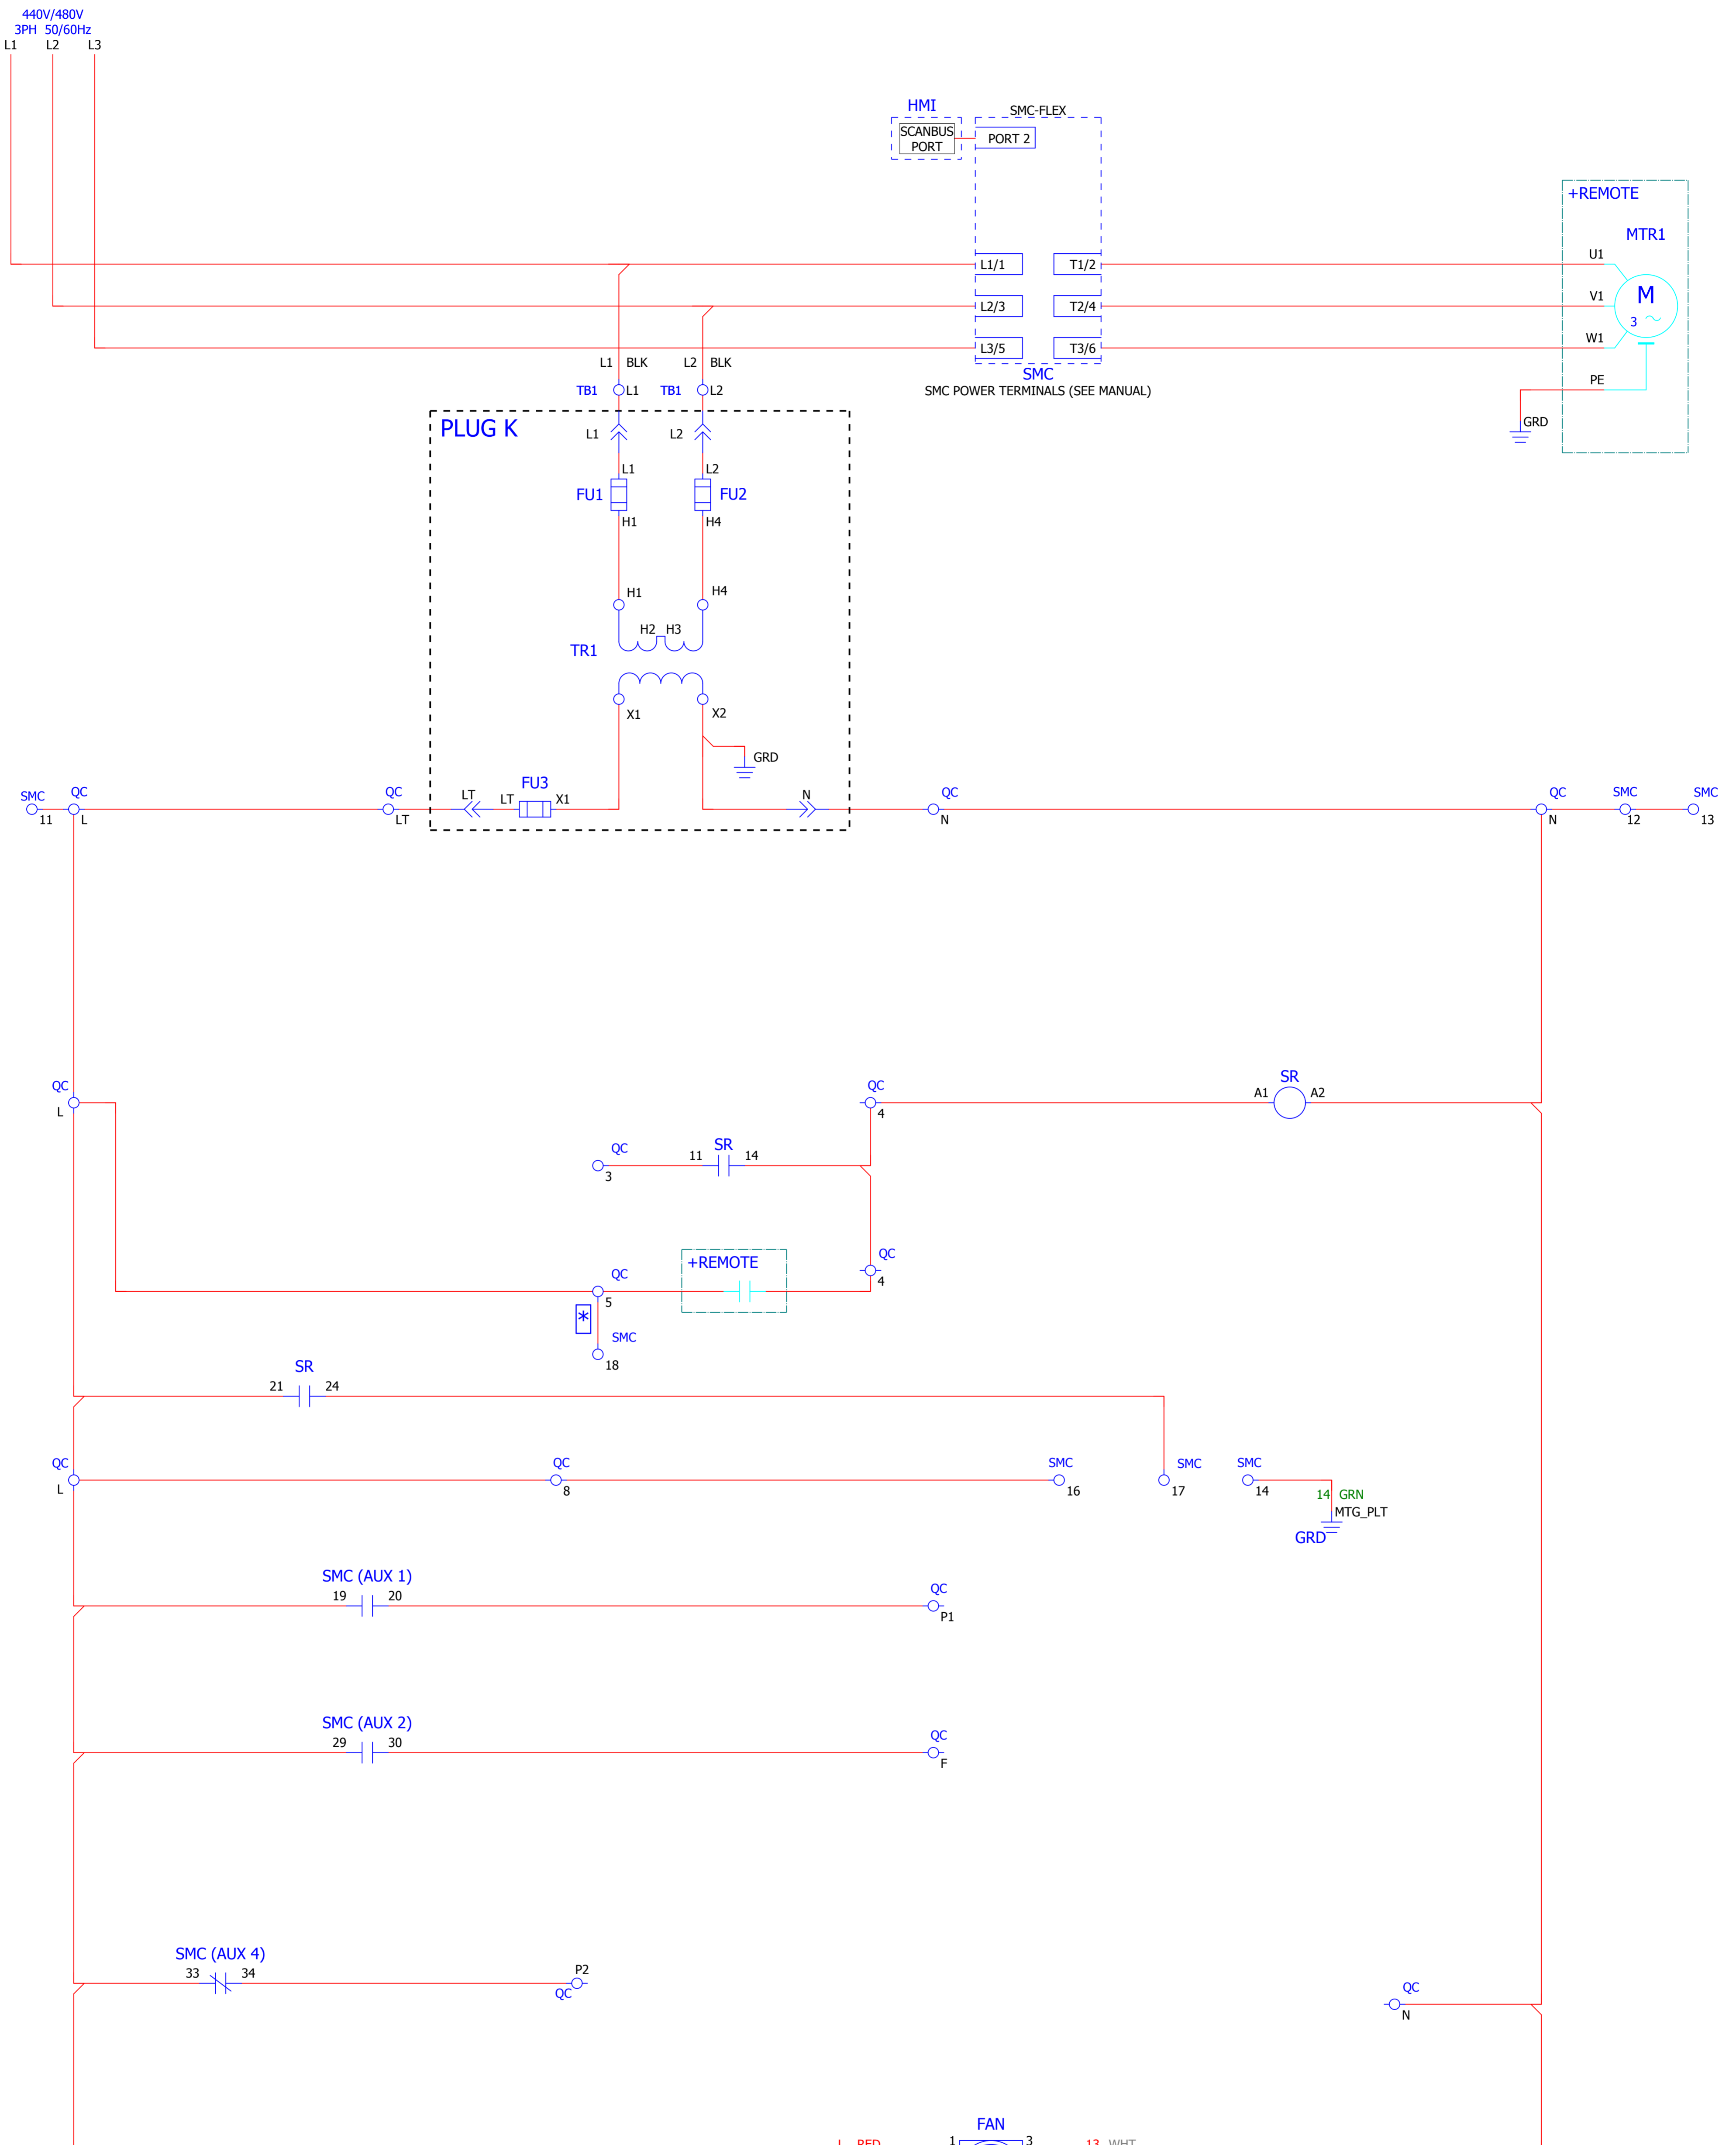 440V/480V
3PH 50/60Hz
L1 L2 L3
HMI
SMC-FLEX
SCANBUS
PORT
PORT 2
+REMOTE
MTR1
U1
L1/1 T1/2
V1
M
3
L2/3 T2/4
W1
L3/5 T3/6
L1 BLK L2 BLK
SMC
PE
TB1 L1 TB1 L2
SMC POWER TERMINALS (SEE MANUAL)
GRD
PLUG K
L1 L2
L1 L2
FU1 FU2
H1 H4
H1 H4
H2 H3
TR1
X1 X2
GRD
FU3
SMC QC QC LT LT X1 N QC QC SMC SMC
11 L LT N N 12 13
SR
QC QC A1 A2
L 4
SR
QC 11 14
3
QC
+REMOTE
QC 4
5
*
SMC
18
SR
21 24
QC QC SMC SMC SMC
L 8 16 17 14
14 GRN
MTG_PLT
GRD
SMC (AUX 1)
19 20 QC
P1
SMC (AUX 2)
29 30 QC
F
SMC (AUX 4)
33 34 P2
QC
QC
N
FAN
L RED 1 3 13 WHT